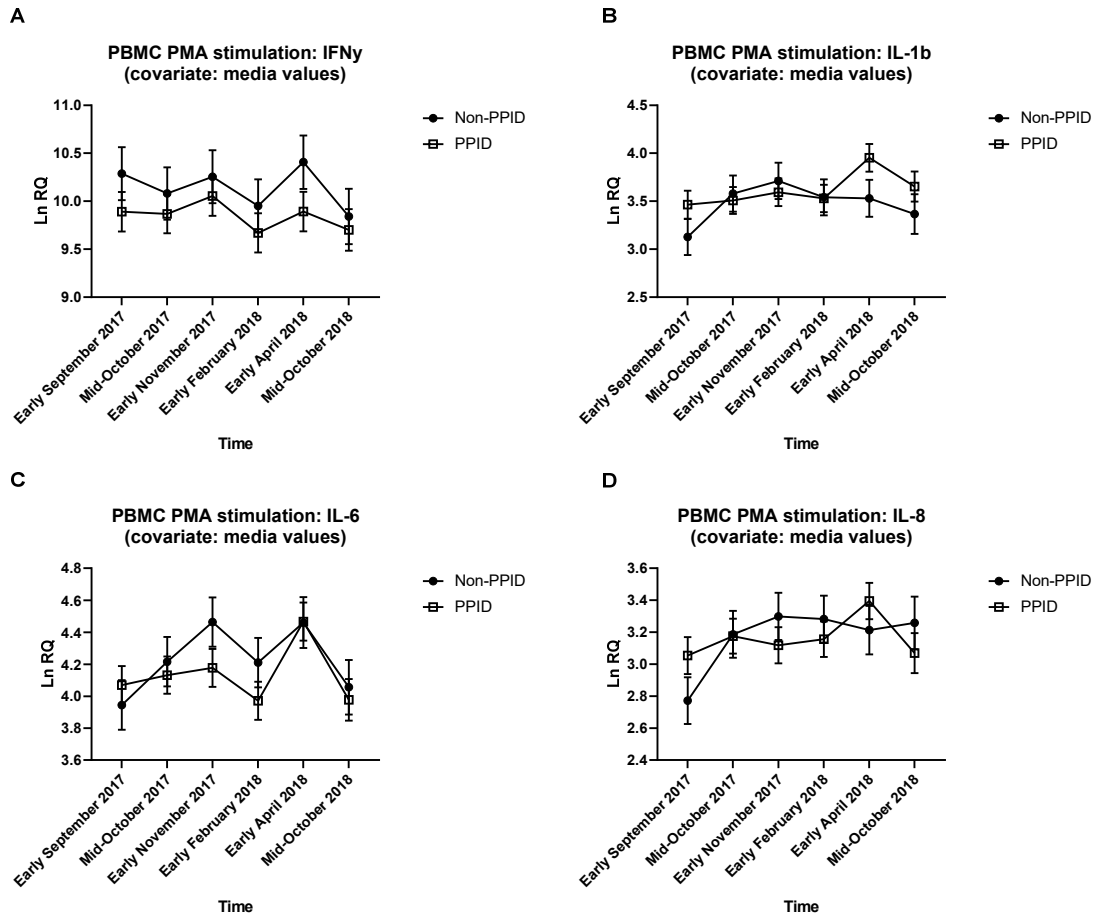 A
PBMC PMA stimulation: IFNy
(covariate: media values)
11.0
10.5
10.0
9.5
9.0
Ln RQ
Non-PPID
PPID
Early September 2017
Mid-October 2017
Early November 2017
Early February 2018
Early April 2018
Mid-October 2018
Time
B
PBMC PMA stimulation: IL-1b
(covariate: media values)
4.5
4.0
3.5
3.0
2.5
Ln RQ
Non-PPID
PPID
Early September 2017
Mid-October 2017
Early November 2017
Early February 2018
Early April 2018
Mid-October 2018
Time
C
PBMC PMA stimulation: IL-6
(covariate: media values)
4.8
4.6
4.4
4.2
4.0
3.8
3.6
Ln RQ
Non-PPID
PPID
Early September 2017
Mid-October 2017
Early November 2017
Early February 2018
Early April 2018
Mid-October 2018
Time
D
PBMC PMA stimulation: IL-8
(covariate: media values)
3.6
3.4
3.2
3.0
2.8
2.6
2.4
Ln RQ
Non-PPID
PPID
Early September 2017
Mid-October 2017
Early November 2017
Early February 2018
Early April 2018
Mid-October 2018
Time